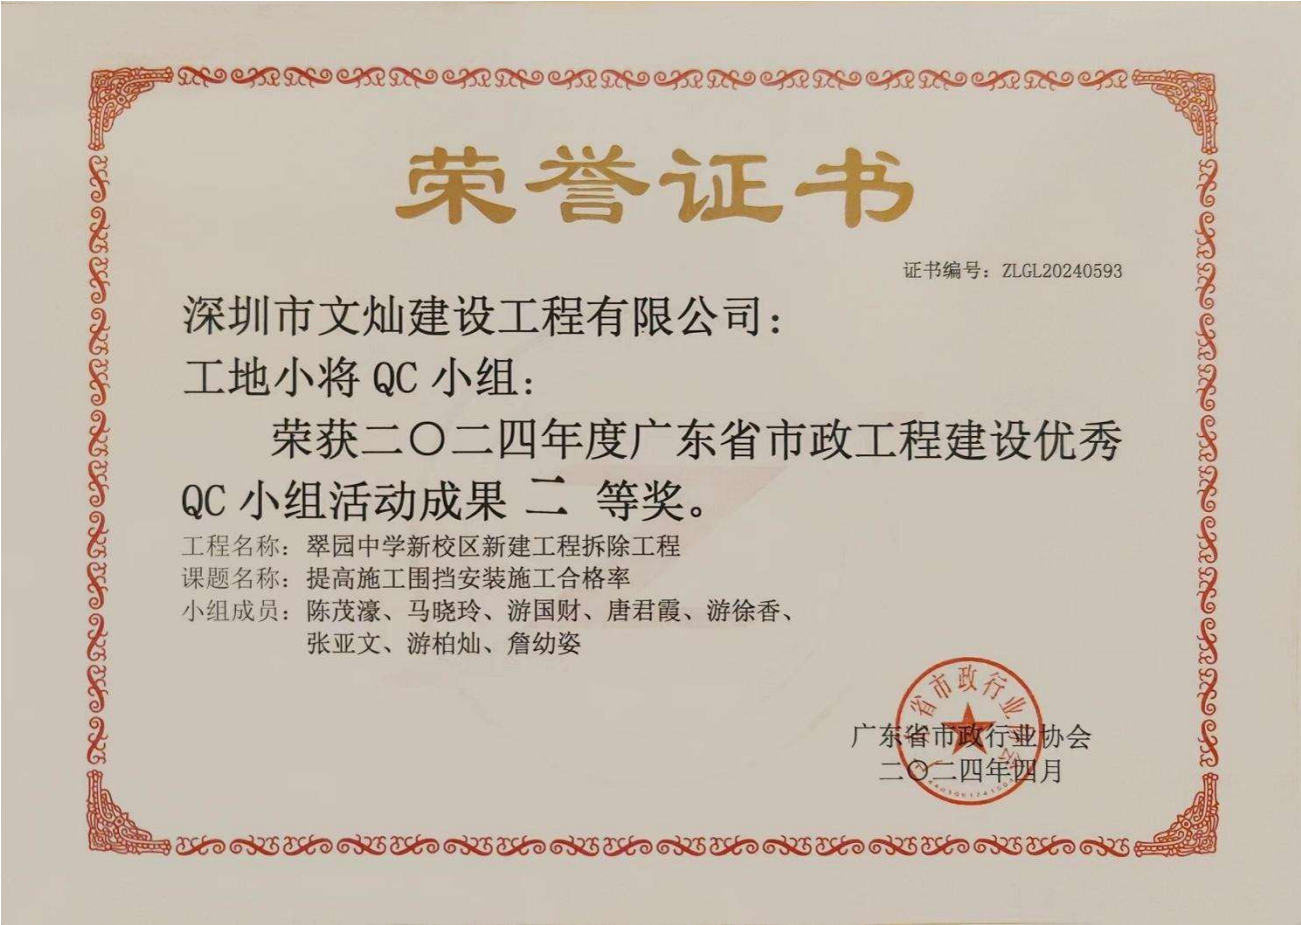 荣誉证书
证书编号：ZLGL20240593
深圳市文灿建设工程有限公司：
工地小将 QC 小组：
荣获二〇二四年度广东省市政工程建设优秀
QC 小组活动成果 二 等奖。
工程名称：翠园中学新校区新建工程拆除工程
课题名称：提高施工围挡安装施工合格率
小组成员：陈茂濠、马晓玲、游国财、唐君霞、游徐香、
张亚文、游柏灿、詹幼姿
广东省市政行业协会
二〇二四年四月